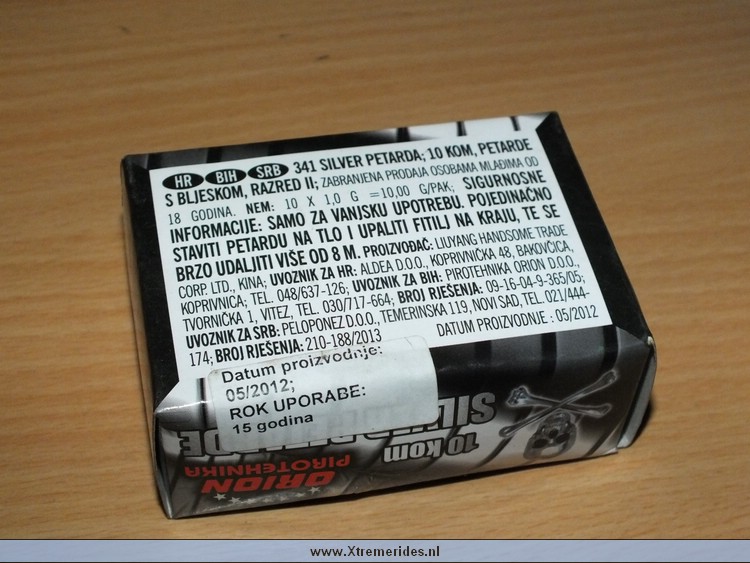 HR BIH SRB 341 SILVER PETARDA; 10 KOM, PETARDE
S BLJESKOM, RAZRED II; ZABRANJENA PRODAJA OSOBAMA MLAĐIMA OD
18 GODINA. NEM: 10 X 1,0 G =10,00 G/PAK; SIGURNOSNE
INFORMACIJE: SAMO ZA VANJSKU UPOTREBU. POJEDINAČNO
STAVITI PETARDU NA TLO I UPALITI FITILJ NA KRAJU, TE SE
BRZO UDALJITI VIŠE OD 8 M. PROIZVOĐAČ: LIUYANG HANDSOME TRADE
CORP. LTD., KINA; UVOZNIK ZA HR: ALDEA D.O.O., KOPRIVNIČKA 48, BAKOVČICA,
KOPRIVNICA; TEL. 048/637-126; UVOZNIK ZA BIH: PIROTEHNIKA ORION D.O.O.,
TVORNIČKA 1, VITEZ, TEL. 030/717-664; BROJ RJEŠENJA: 09-16-04-9-365/05;
UVOZNIK ZA SRB: PELOPONEZ D.O.O., TEMERINSKA 119, NOVI SAD, TEL. 021/444-
174; BROJ RJEŠENJA: 210-188/2013
DATUM PROIZVODNJE : 05/2012
Datum proizvodnje:
05/2012;
ROK UPORABE:
15 godina
10 kom
ORION
PIROTEHNIKA
www.Xtremerides.nl